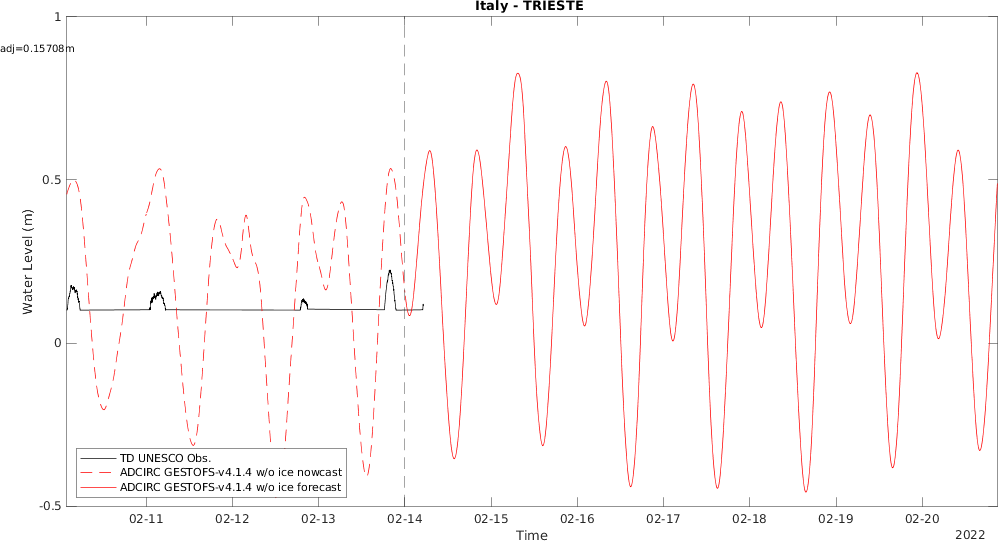 Italy - TRIESTE
adj=0.15708m
1
0.5
0
-0.5
Water Level (m)
TD UNESCO Obs.
ADCIRC GESTOFS-v4.1.4 w/o ice nowcast
ADCIRC GESTOFS-v4.1.4 w/o ice forecast
02-11 02-12 02-13 02-14 02-15 02-16 02-17 02-18 02-19 02-20
Time
2022